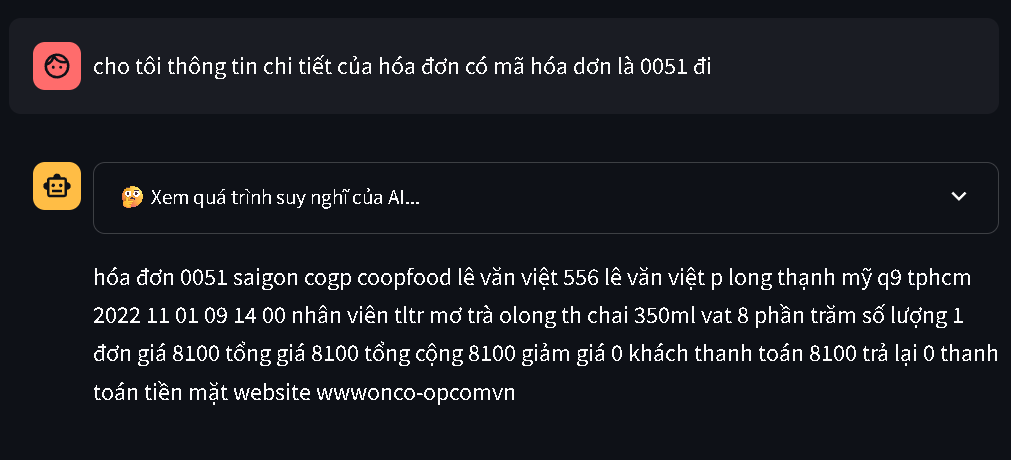 cho tôi thông tin chi tiết của hóa đơn có mã hóa dơn là 0051 đi
🤔 Xem quá trình suy nghĩ của AI...
hóa đơn 0051 saigon cogp coopfood lê văn việt 556 lê văn việt p long thạnh mỹ q9 tphcm
2022 11 01 09 14 00 nhân viên tltr mơ trà olong th chai 350ml vat 8 phần trăm số lượng 1
đơn giá 8100 tổng giá 8100 tổng cộng 8100 giảm giá 0 khách thanh toán 8100 trả lại 0 thanh
toán tiền mặt website wwwonco-opcomvn